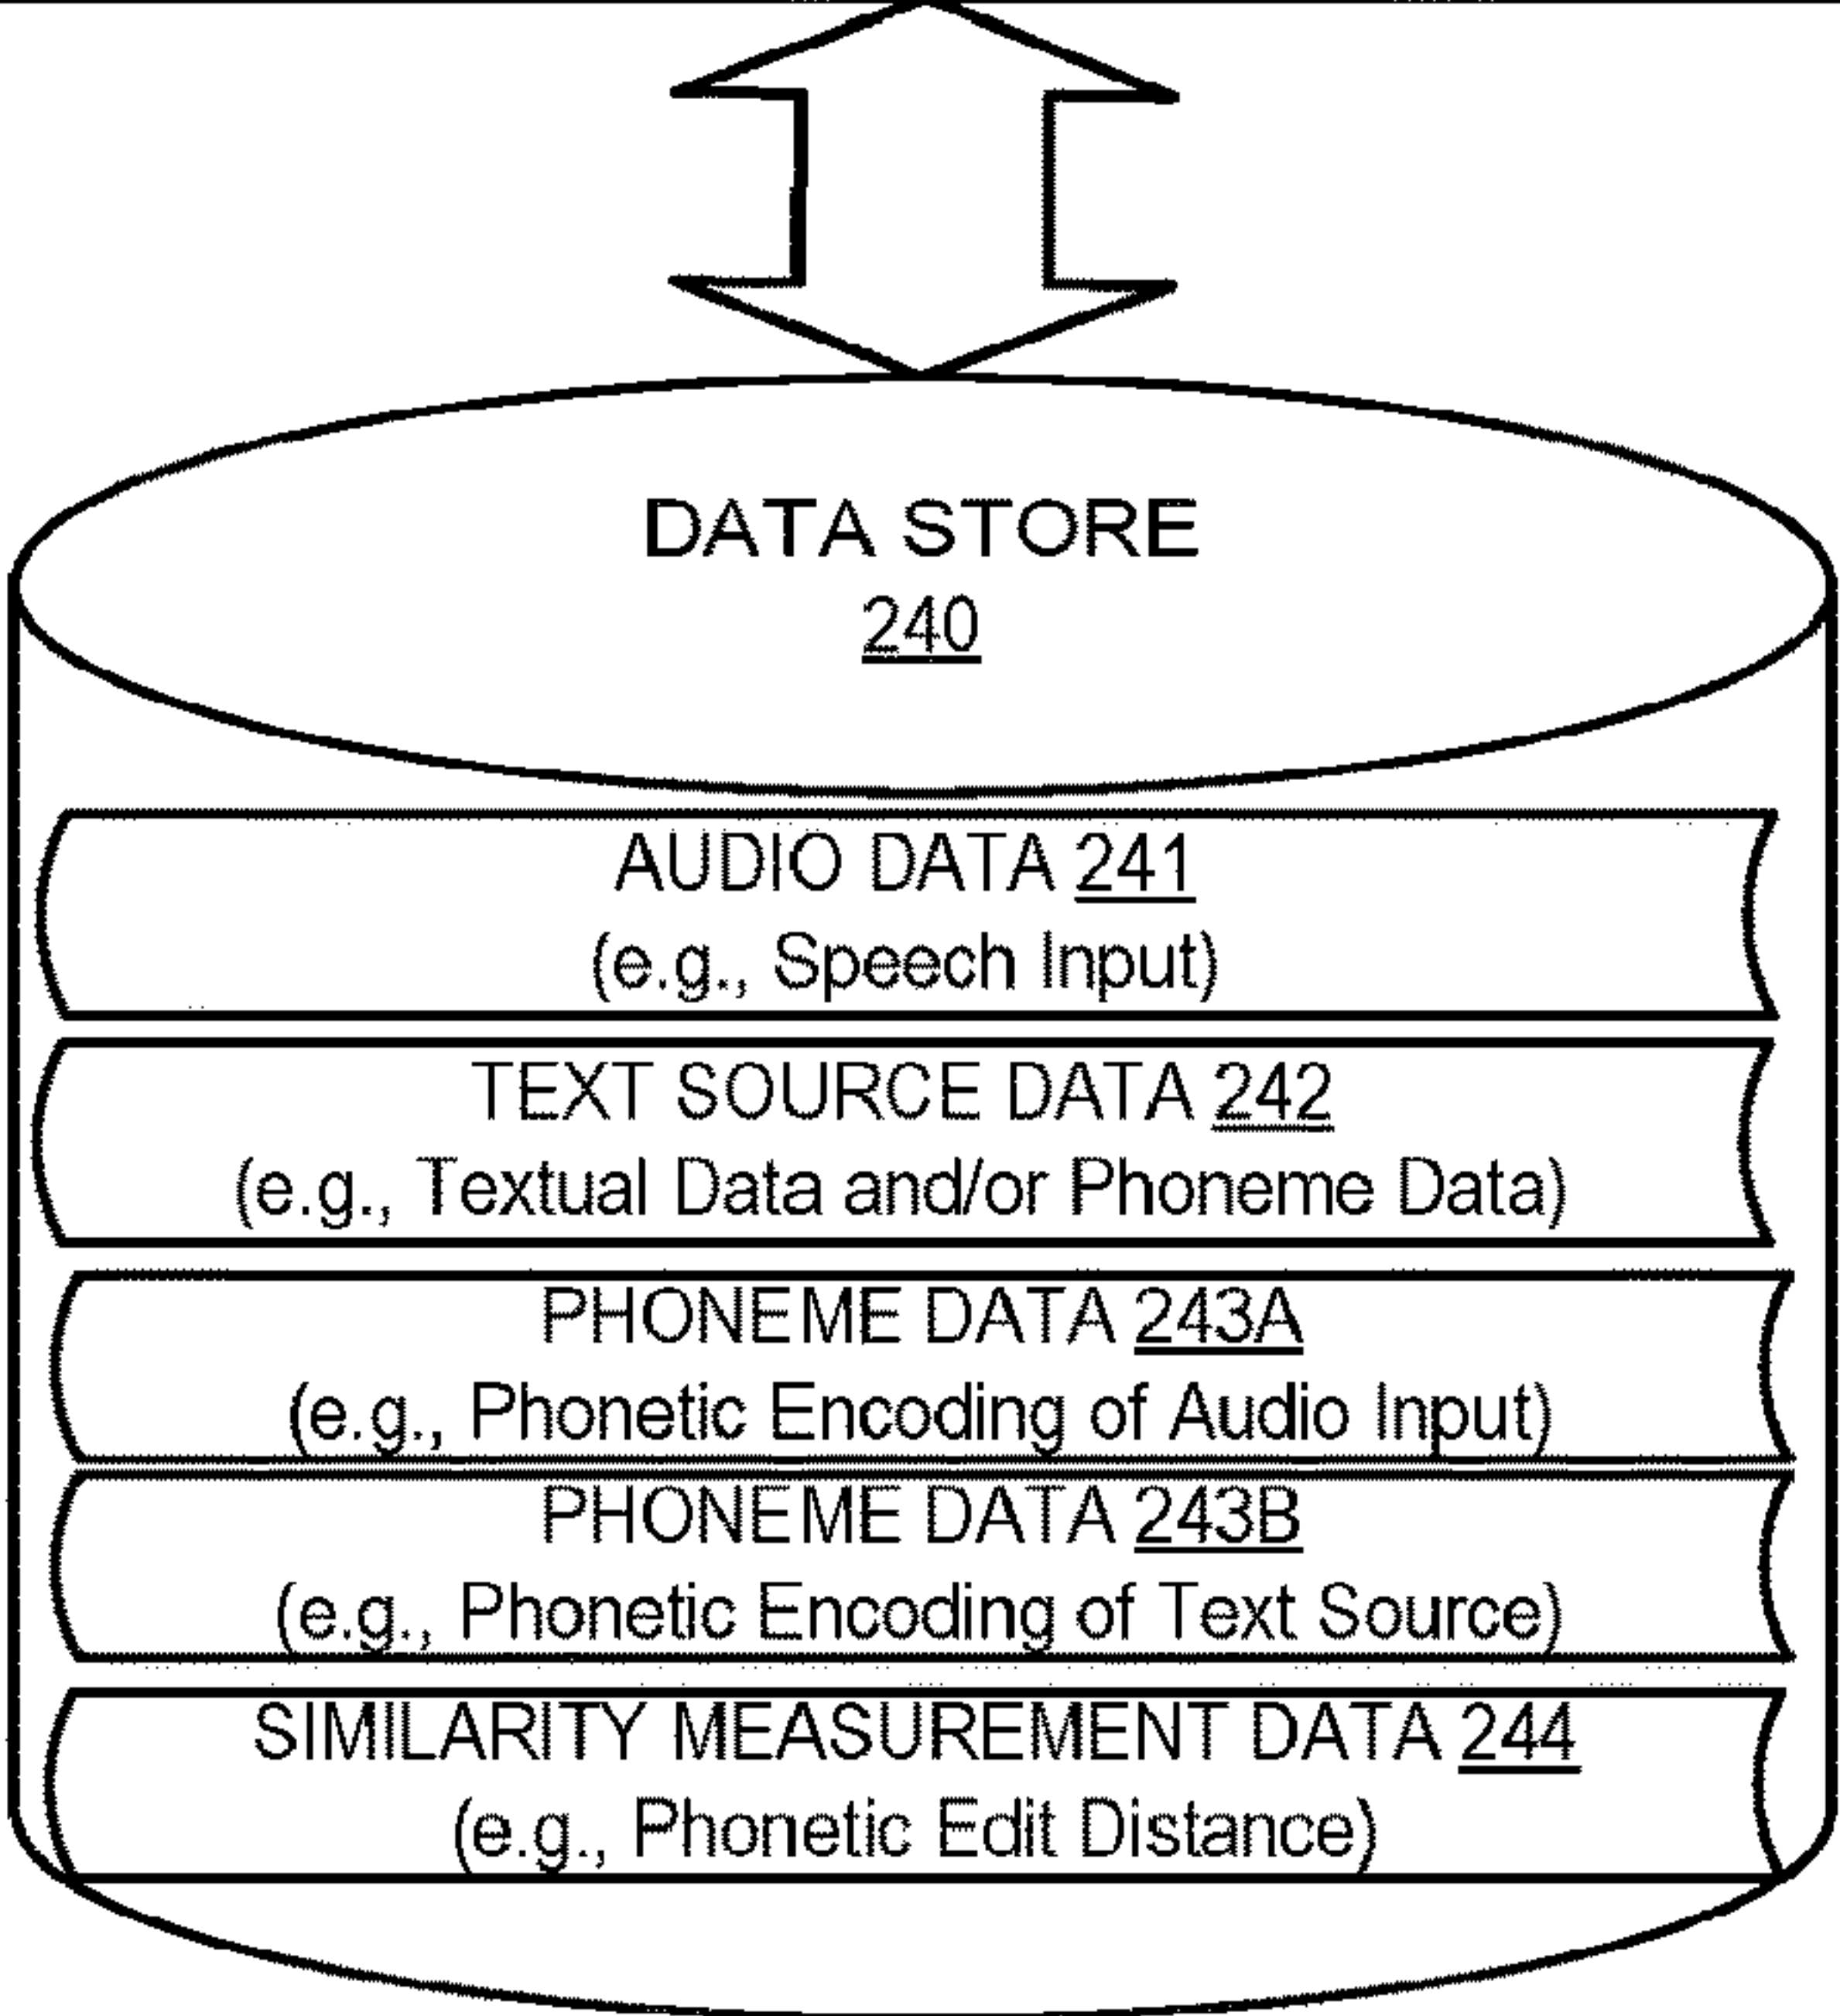 DATA STORE
240
AUDIO DATA 241
(e.g., Speech Input)
TEXT SOURCE DATA 242
(e.g., Textual Data and/or Phoneme Data)
PHONEME DATA 243A
(e.g., Phonetic Encoding of Audio Input)
PHONEME DATA 243B
(e.g., Phonetic Encoding of Text Source)
SIMILARITY MEASUREMENT DATA 244
(e.g., Phonetic Edit Distance)